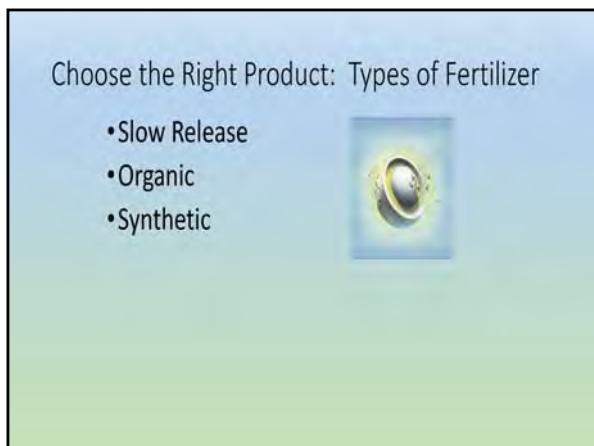 Choose the Right Product:  Types of Fertilizer
•Slow Release
•Organic
•Synthetic